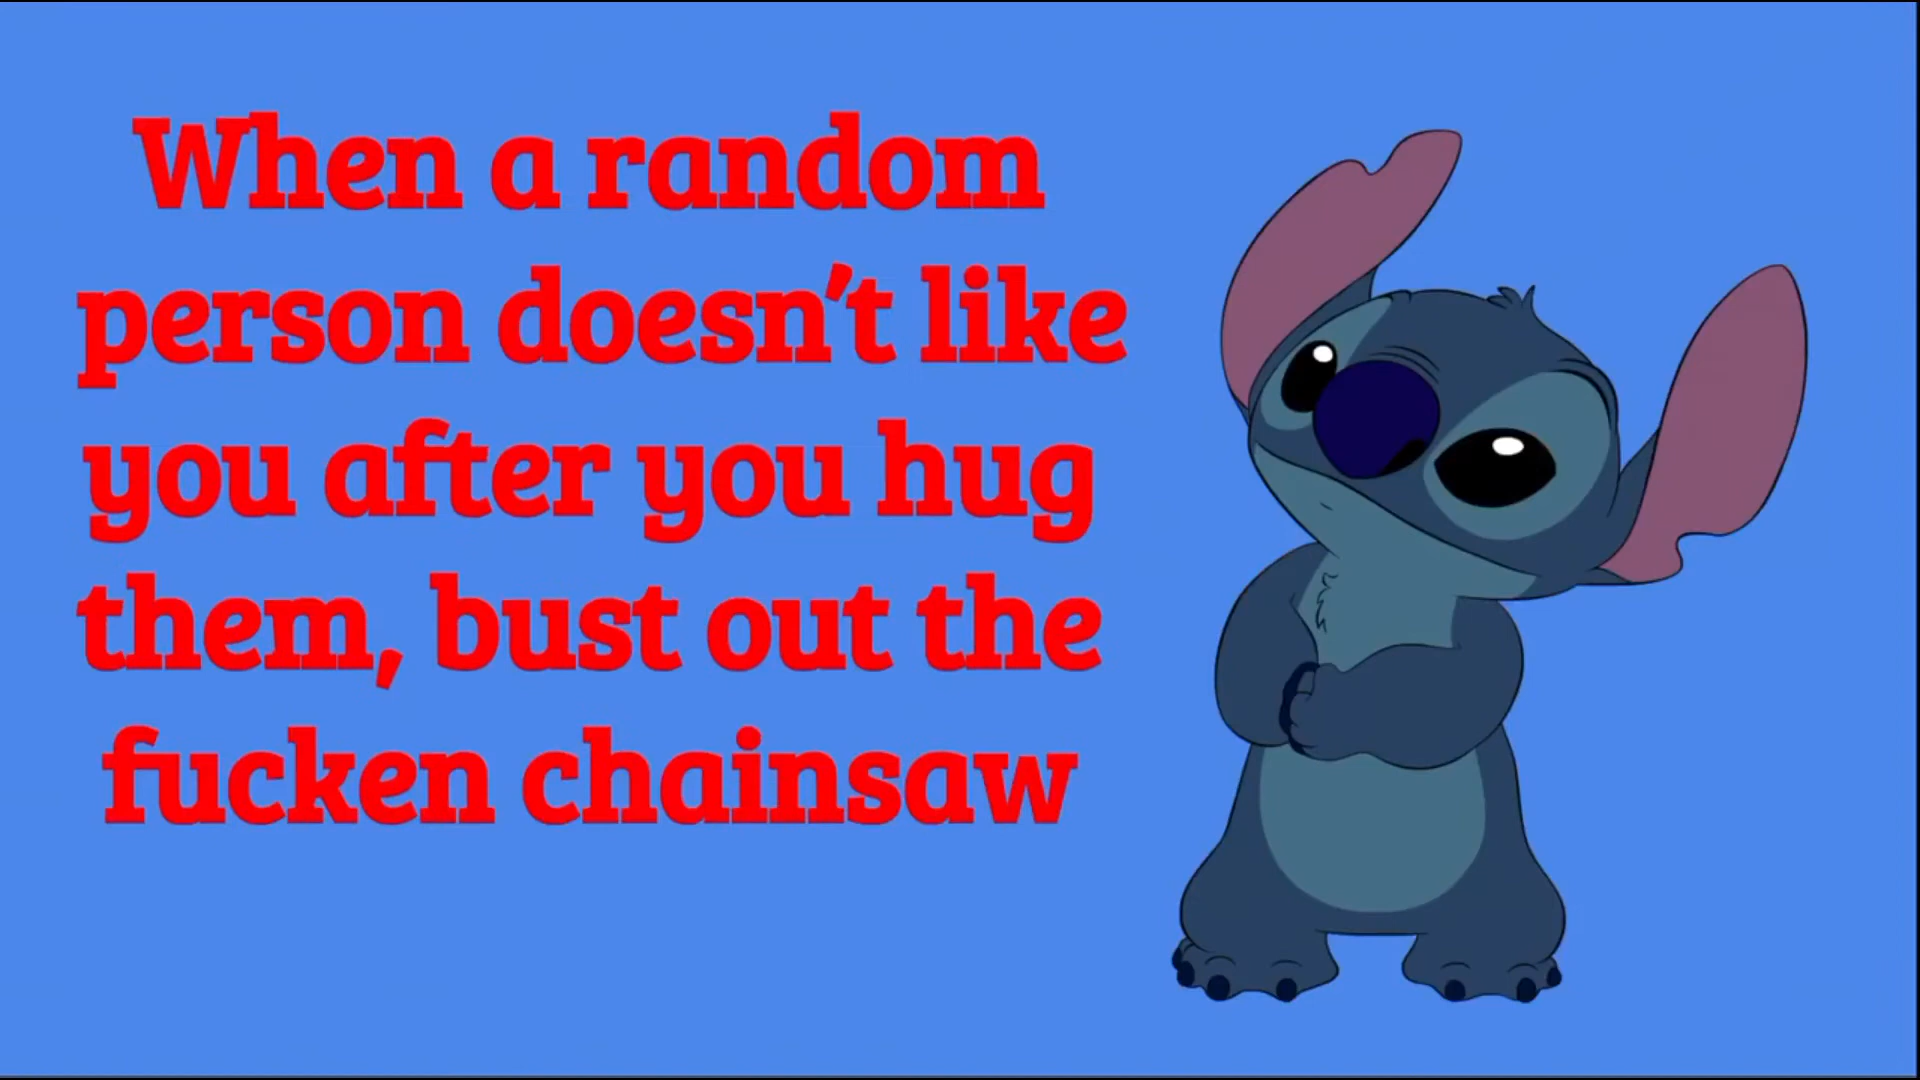 When a random
person doesn’t like
you after you hug
them, bust out the
fucken chainsaw